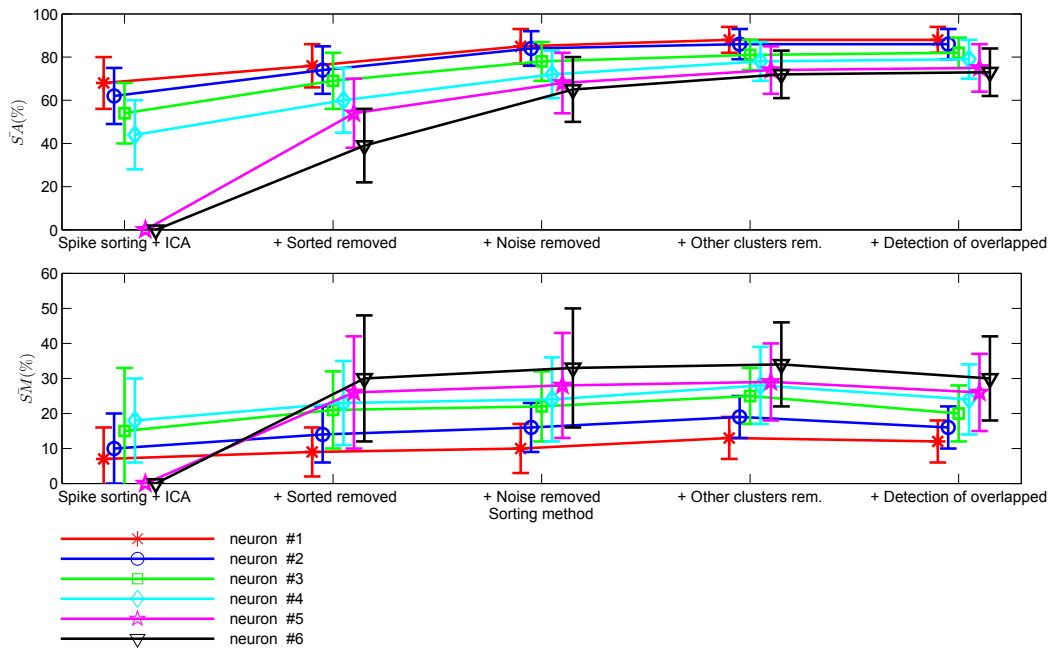 100
80
60
40
20
0
S̄A(%)
Spike sorting + ICA
+ Sorted removed
+ Noise removed
+ Other clusters rem.
+ Detection of overlapped
60
50
40
30
20
10
0
S̄M(%)
Spike sorting + ICA
+ Sorted removed
+ Noise removed
+ Other clusters rem.
+ Detection of overlapped
Sorting method
neuron #1
neuron #2
neuron #3
neuron #4
neuron #5
neuron #6